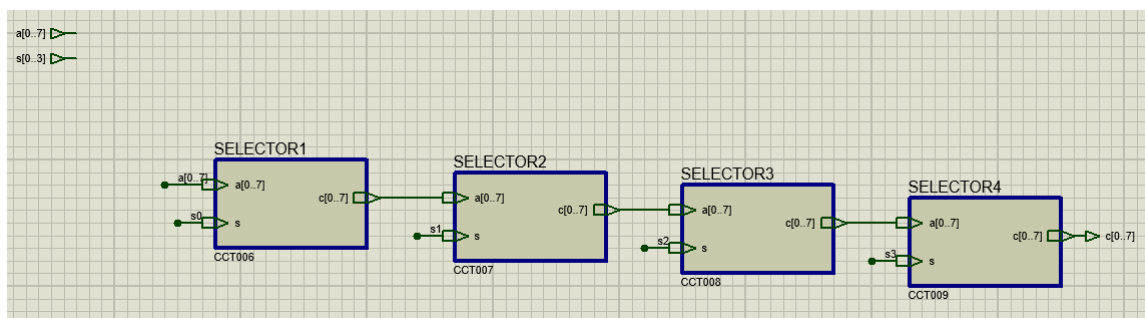 a[0..7]
s[0..3]
SELECTOR1
a[0..7]
a[0..7]
c[0..7]
s0
s
CCT006
SELECTOR2
a[0..7]
c[0..7]
s1
s
CCT007
SELECTOR3
a[0..7]
c[0..7]
s2
s
CCT008
SELECTOR4
a[0..7]
c[0..7]
c[0..7]
s3
s
CCT009